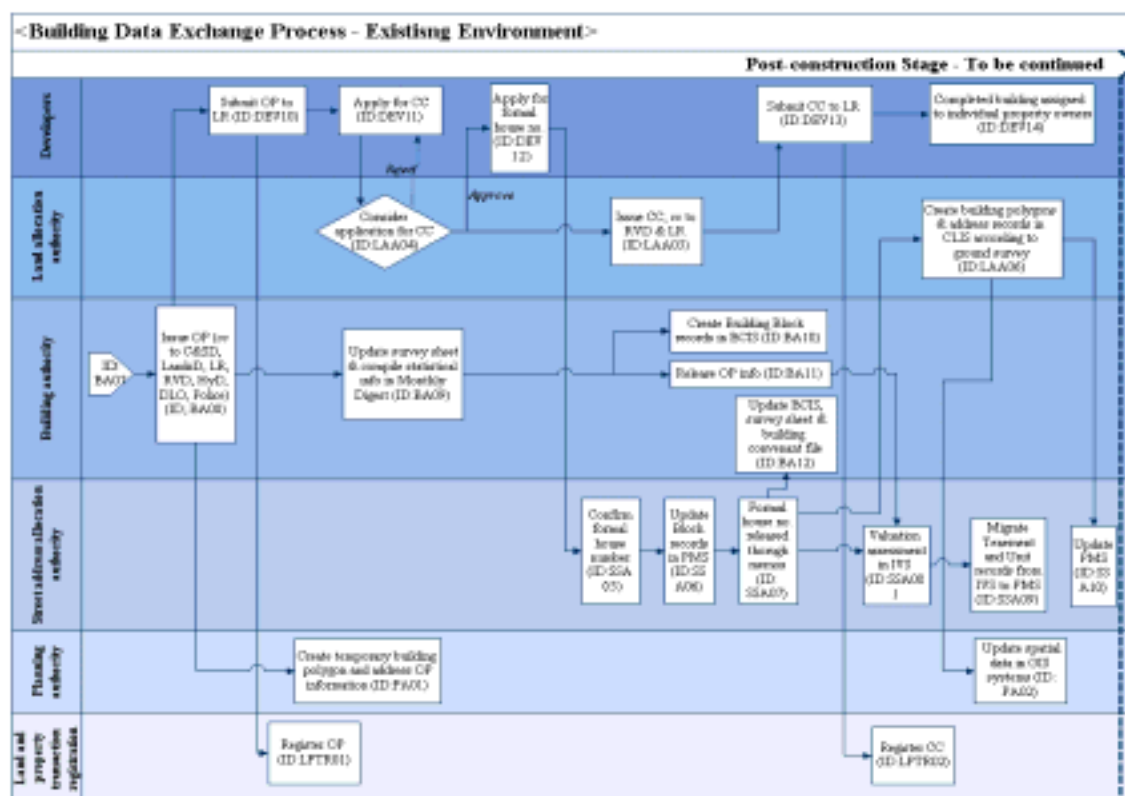 <Building Data Exchange Process - Existisng Environment>
Post-construction Stage - To be continued
Developers
Submit OP to
LR (ID:DEV10)
Apply for CC
(ID:DEV11)
Apply for
formal
house no.
(ID:DEV
12)
Submit CC to LR
(ID:DEV13)
Completed building assigned
to individual property owners
(ID:DEV14)
Reject
Approve
Land allocation
authority
Consider
application for CC
(ID:LAA04)
Issue CC, cc to
RVD & LR.
(ID:LAA05)
Create building polygons
& address records in
CLIS according to
ground survey
(ID:LAA06)
Building authority
ID:
BA07
Issue OP (cc
to C&SD,
LandsD, LR,
RVD, HyD,
DLO, Police)
(ID, BA08)
Update survey sheet
& compile statistical
info in Monthly
Digest (ID:BA09)
Create Building Block
records in BCIS (ID:BA10)
Release OP info (ID:BA11)
Update BCIS,
survey sheet &
building
convenant file
(ID:BA12)
Street address allocation
authority
Confirm
formal
house
number
(ID:SSA
05)
Update
Block
records
in PMS
(ID:SS
A06)
Formal
house no.
released
through
memos
(ID:
SSA07)
Valuation
assessment
in IVS
(ID:SSA08
)
Migrate
Tenement
and Unit
records from
IVS to PMS
(ID:SSA09)
Update
PMS
(ID:SS
A10)
Planning
authority
Create temporary building
polygon and address OP
information (ID:PA01)
Update spatial
data in GIS
systems (ID:
PA02)
Land and
property
transaction
registration
Register OP
(ID:LPTR01)
Register CC
(ID:LPTR02)